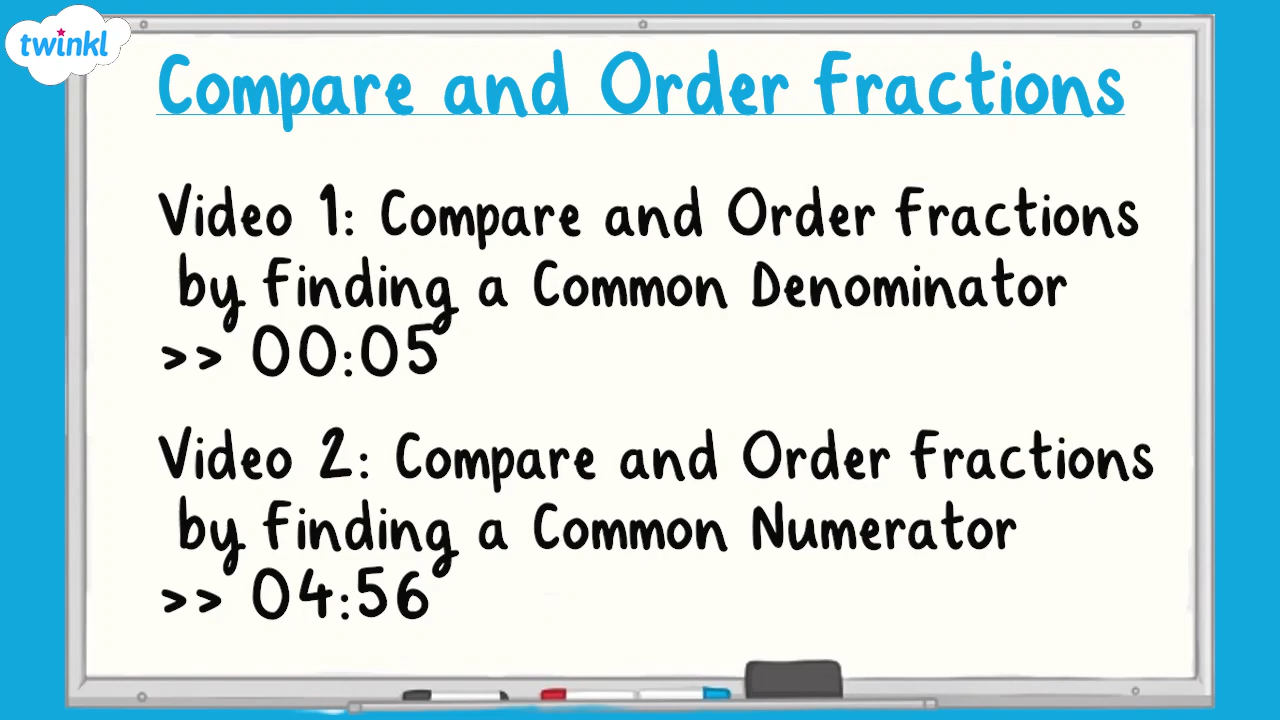 twinkl
Compare and Order Fractions
Video 1: Compare and Order Fractions
by Finding a Common Denominator
>> 00:05
Video 2: Compare and Order Fractions
by Finding a Common Numerator
>> 04:56